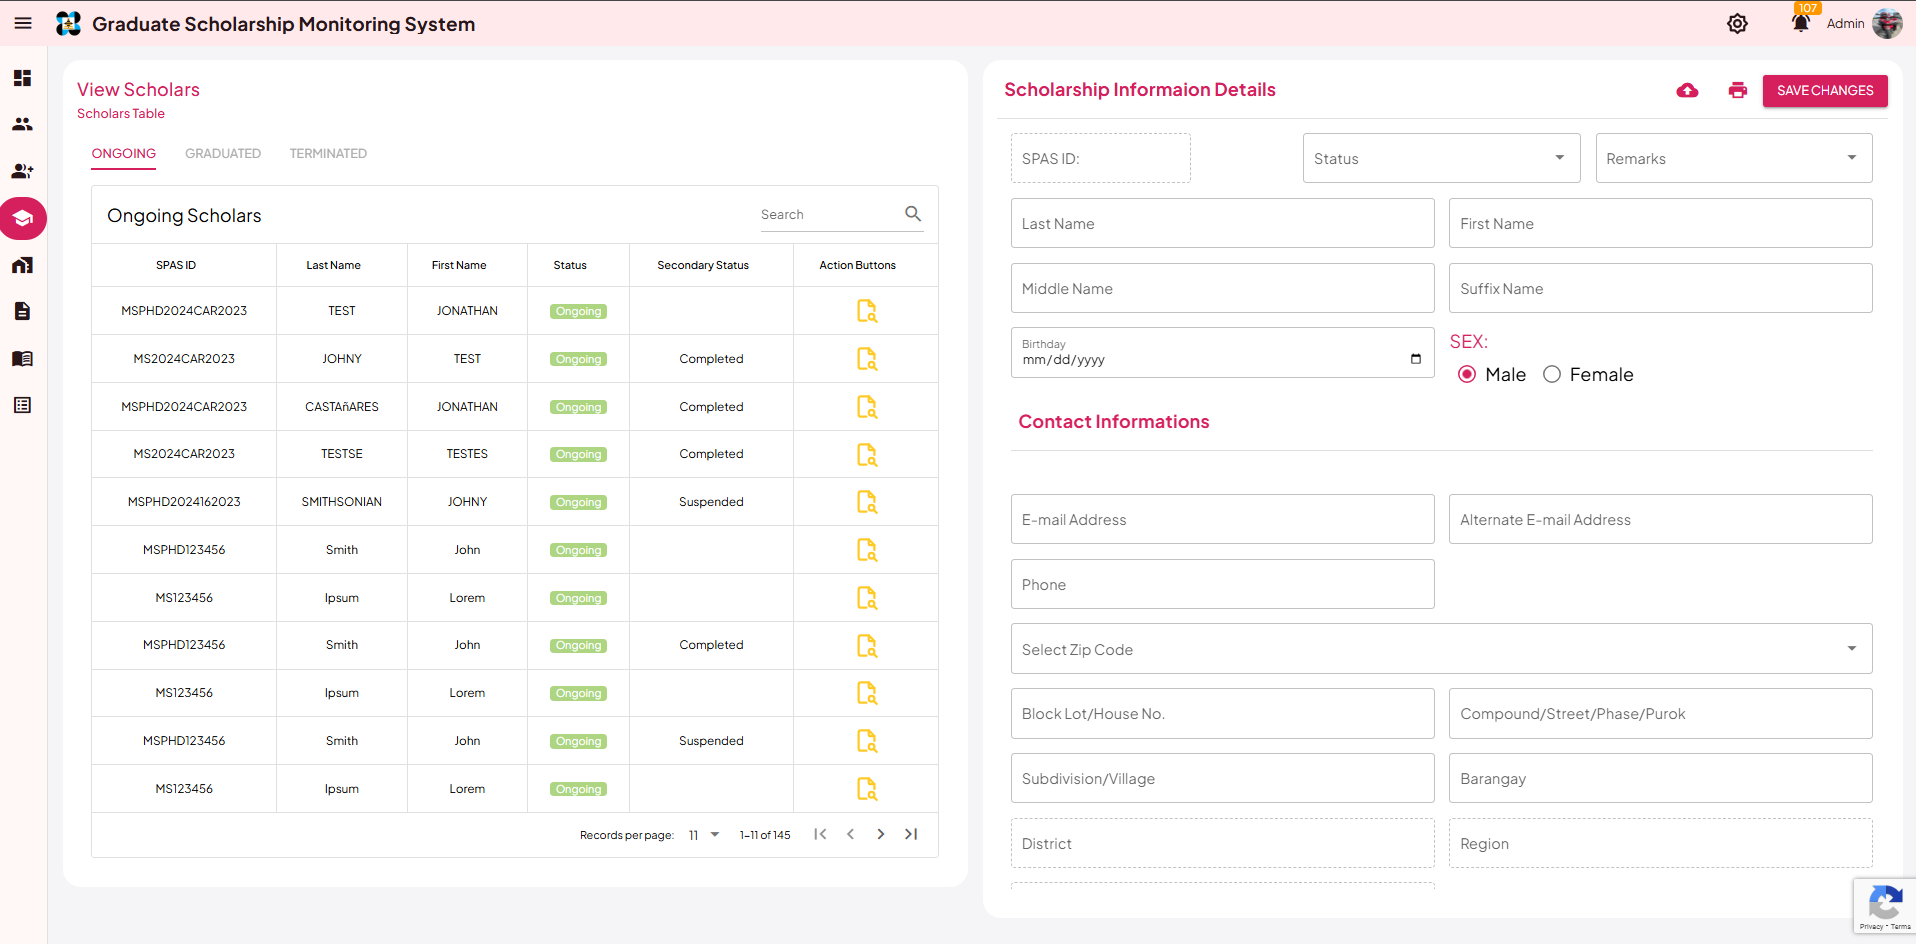 Graduate Scholarship Monitoring System
107
Admin
View Scholars
Scholars Table
ONGOING GRADUATED TERMINATED
Ongoing Scholars
Search
SPAS ID Last Name First Name Status Secondary Status Action Buttons
MSPHD2024CAR2023 TEST JONATHAN Ongoing
MS2024CAR2023 JOHNY TEST Ongoing Completed
MSPHD2024CAR2023 CASTAñARES JONATHAN Ongoing Completed
MS2024CAR2023 TESTSE TESTES Ongoing Completed
MSPHD2024162023 SMITHSONIAN JOHNY Ongoing Suspended
MSPHD123456 Smith John Ongoing
MS123456 Ipsum Lorem Ongoing
MSPHD123456 Smith John Ongoing Completed
MS123456 Ipsum Lorem Ongoing
MSPHD123456 Smith John Ongoing Suspended
MS123456 Ipsum Lorem Ongoing
Records per page: 11 1-11 of 145
Scholarship Informaion Details
SAVE CHANGES
SPAS ID: Status Remarks
Last Name First Name
Middle Name Suffix Name
Birthday
mm/dd/yyyy
SEX:
Male Female
Contact Informations
E-mail Address Alternate E-mail Address
Phone
Select Zip Code
Block Lot/House No. Compound/Street/Phase/Purok
Subdivision/Village Barangay
District Region
Privacy - Terms